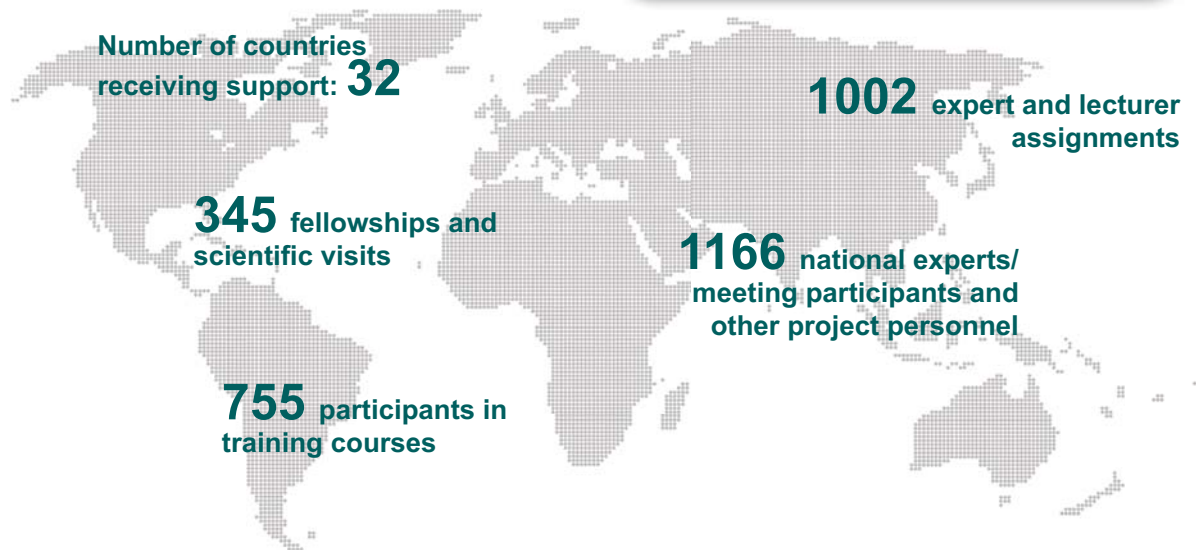 Number of countries
receiving support: 32
1002 expert and lecturer
assignments
345 fellowships and
scientific visits
1166 national experts/
meeting participants and
other project personnel
755 participants in
training courses